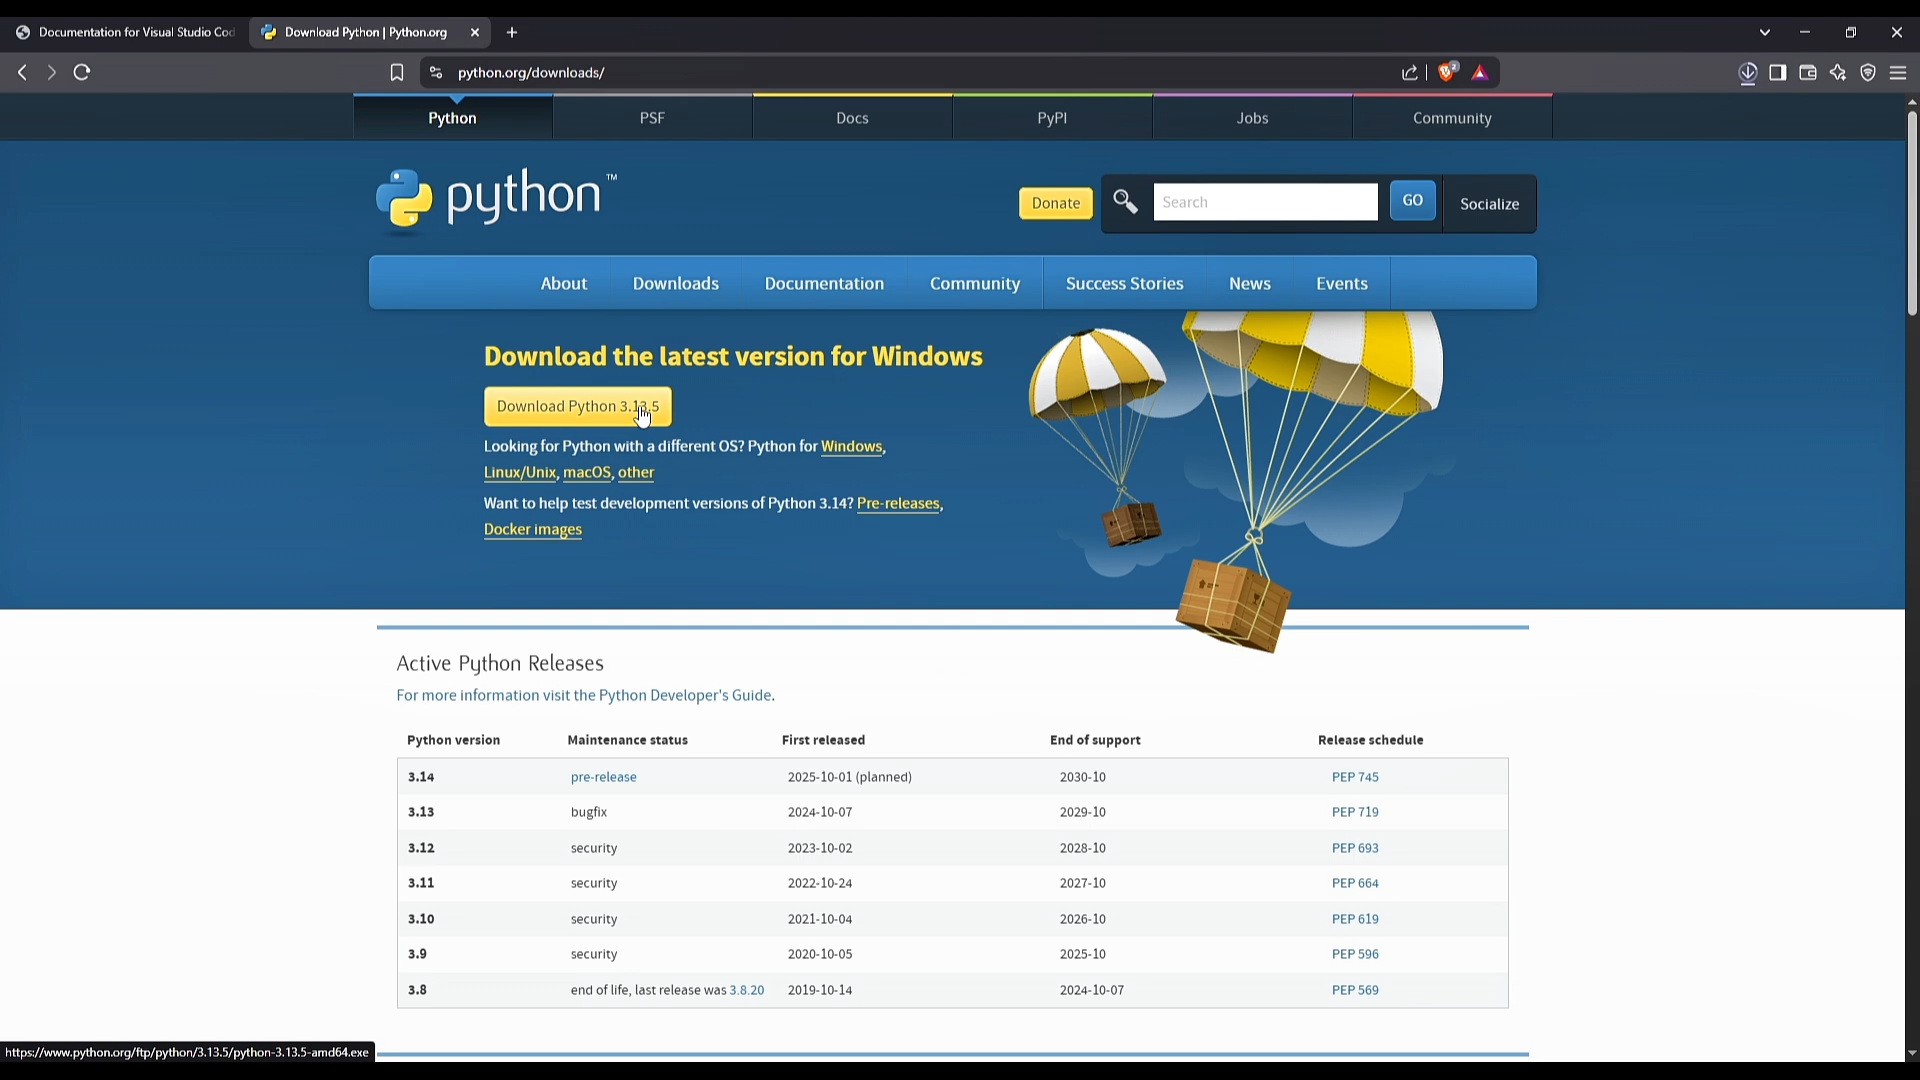 Documentation for Visual Studio Cod
Download Python | Python.org
python.org/downloads/
2
Python
PSF
Docs
PyPI
Jobs
Community
python™
Donate
Search
GO
Socialize
About
Downloads
Documentation
Community
Success Stories
News
Events
Download the latest version for Windows
Download Python 3.13.5
Looking for Python with a different OS? Python for Windows,
Linux/Unix, macOS, other
Want to help test development versions of Python 3.14? Pre-releases,
Docker images
Active Python Releases
For more information visit the Python Developer's Guide.
Python version Maintenance status First released End of support Release schedule
3.14 pre-release 2025-10-01 (planned) 2030-10 PEP 745
3.13 bugfix 2024-10-07 2029-10 PEP 719
3.12 security 2023-10-02 2028-10 PEP 693
3.11 security 2022-10-24 2027-10 PEP 664
3.10 security 2021-10-04 2026-10 PEP 619
3.9 security 2020-10-05 2025-10 PEP 596
3.8 end of life, last release was 3.8.20 2019-10-14 2024-10-07 PEP 569
https://www.python.org/ftp/python/3.13.5/python-3.13.5-amd64.exe